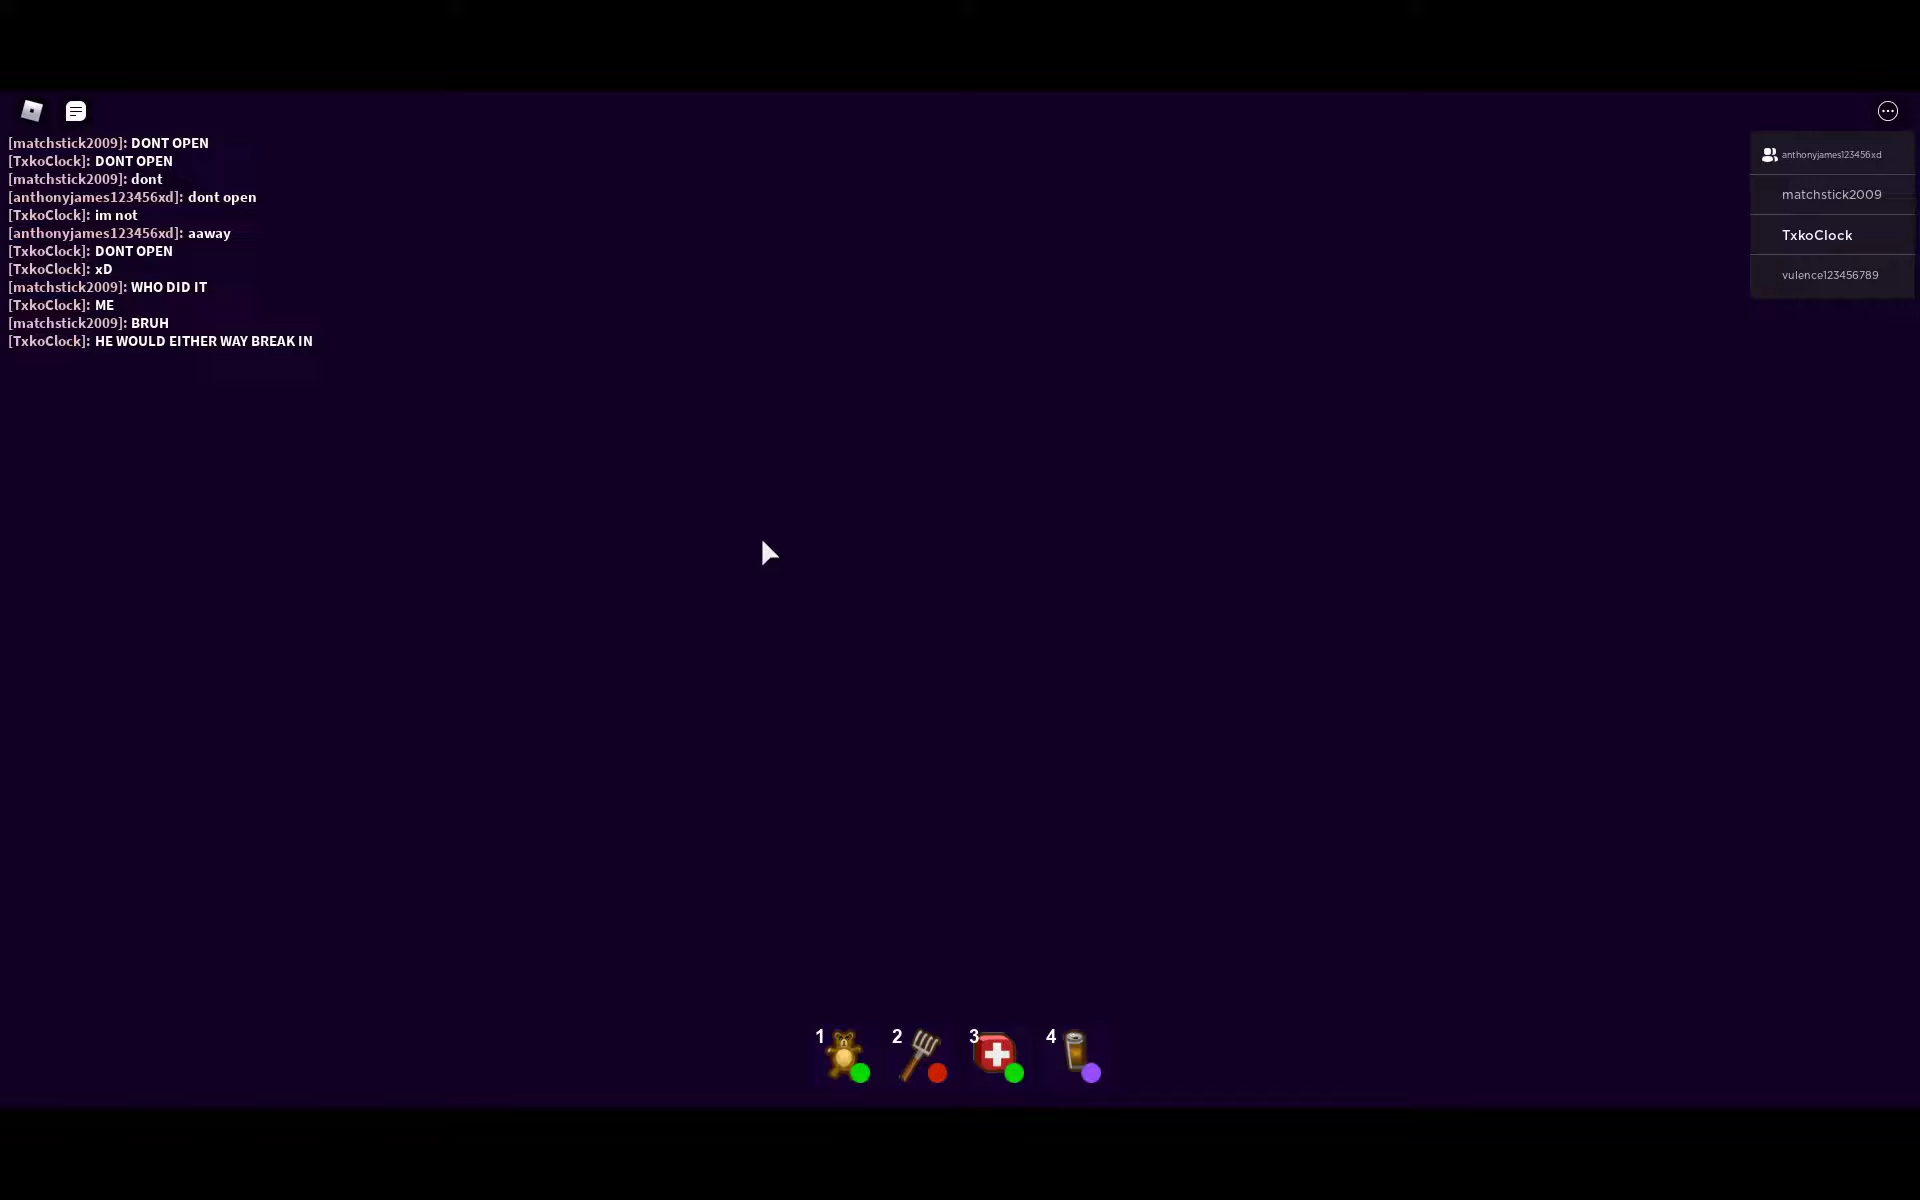 [matchstick2009]: DONT OPEN
[TxkoClock]: DONT OPEN
[matchstick2009]: dont
[anthonyjames123456xd]: dont open
[TxkoClock]: im not
[anthonyjames123456xd]: aaway
[TxkoClock]: DONT OPEN
[TxkoClock]: xD
[matchstick2009]: WHO DID IT
[TxkoClock]: ME
[matchstick2009]: BRUH
[TxkoClock]: HE WOULD EITHER WAY BREAK IN
anthonyjames123456xd
matchstick2009
TxkoClock
vulence123456789
1 2 3 4